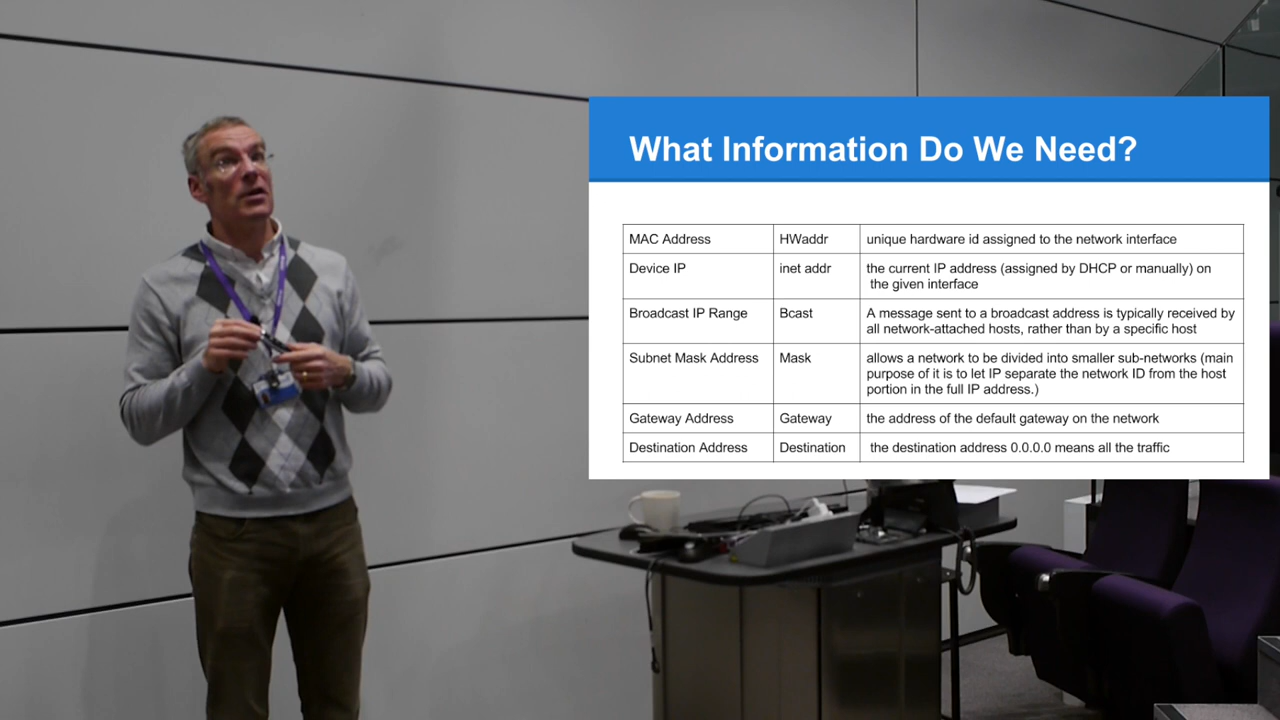 What Information Do We Need?
MAC Address HWaddr unique hardware id assigned to the network interface
Device IP inet addr the current IP address (assigned by DHCP or manually) on
the given interface
Broadcast IP Range Bcast A message sent to a broadcast address is typically received by
all network-attached hosts, rather than by a specific host
Subnet Mask Address Mask allows a network to be divided into smaller sub-networks (main
purpose of it is to let IP separate the network ID from the host
portion in the full IP address.)
Gateway Address Gateway the address of the default gateway on the network
Destination Address Destination the destination address 0.0.0.0 means all the traffic